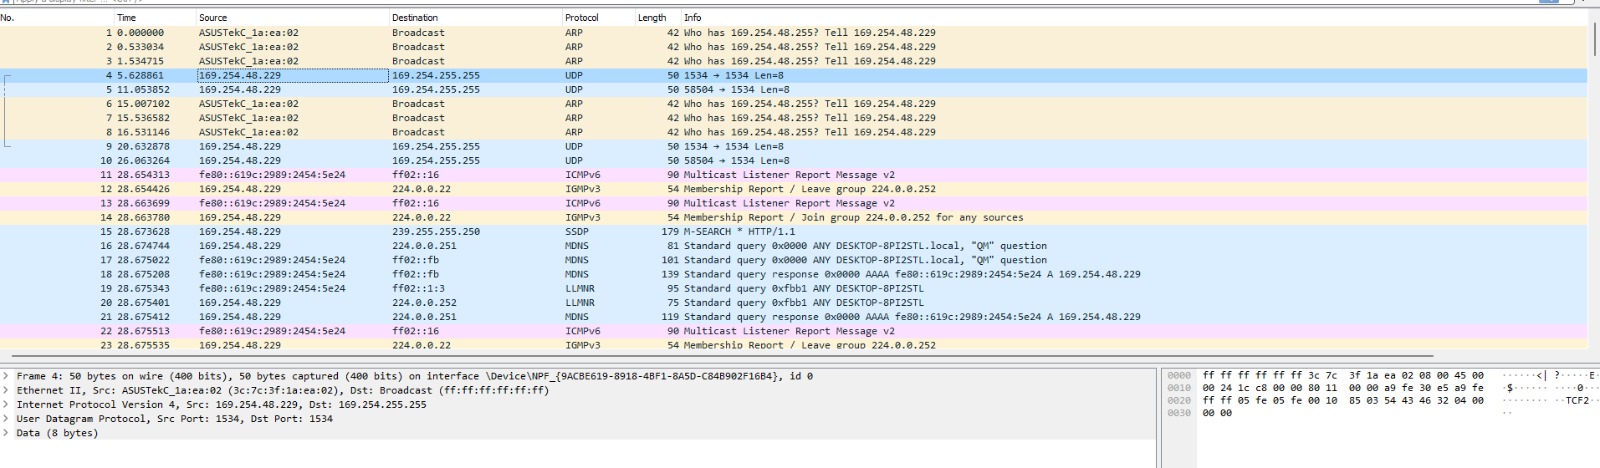 Apply a display filter ... <Ctrl-/>
No. Time Source Destination Protocol Length Info
1 0.000000 ASUSTekC_1a:ea:02 Broadcast ARP 42 Who has 169.254.48.255? Tell 169.254.48.229
2 0.533034 ASUSTekC_1a:ea:02 Broadcast ARP 42 Who has 169.254.48.255? Tell 169.254.48.229
3 1.534715 ASUSTekC_1a:ea:02 Broadcast ARP 42 Who has 169.254.48.255? Tell 169.254.48.229
4 5.628861 169.254.48.229 169.254.255.255 UDP 50 1534 → 1534 Len=8
5 11.053852 169.254.48.229 169.254.255.255 UDP 50 58504 → 1534 Len=8
6 15.007102 ASUSTekC_1a:ea:02 Broadcast ARP 42 Who has 169.254.48.255? Tell 169.254.48.229
7 15.536582 ASUSTekC_1a:ea:02 Broadcast ARP 42 Who has 169.254.48.255? Tell 169.254.48.229
8 16.531146 ASUSTekC_1a:ea:02 Broadcast ARP 42 Who has 169.254.48.255? Tell 169.254.48.229
9 20.632878 169.254.48.229 169.254.255.255 UDP 50 1534 → 1534 Len=8
10 26.063264 169.254.48.229 169.254.255.255 UDP 50 58504 → 1534 Len=8
11 28.654313 fe80::619c:2989:2454:5e24 ff02::16 ICMPv6 90 Multicast Listener Report Message v2
12 28.654426 169.254.48.229 224.0.0.22 IGMPv3 54 Membership Report / Leave group 224.0.0.252
13 28.663699 fe80::619c:2989:2454:5e24 ff02::16 ICMPv6 90 Multicast Listener Report Message v2
14 28.663780 169.254.48.229 224.0.0.22 IGMPv3 54 Membership Report / Join group 224.0.0.252 for any sources
15 28.673628 169.254.48.229 239.255.255.250 SSDP 179 M-SEARCH * HTTP/1.1
16 28.674744 169.254.48.229 224.0.0.251 MDNS 81 Standard query 0x0000 ANY DESKTOP-8PI2STL.local, "QM" question
17 28.675022 fe80::619c:2989:2454:5e24 ff02::fb MDNS 101 Standard query 0x0000 ANY DESKTOP-8PI2STL.local, "QM" question
18 28.675208 fe80::619c:2989:2454:5e24 ff02::fb MDNS 139 Standard query response 0x0000 AAAA fe80::619c:2989:2454:5e24 A 169.254.48.229
19 28.675343 fe80::619c:2989:2454:5e24 ff02::1:3 LLMNR 95 Standard query 0xfbb1 ANY DESKTOP-8PI2STL
20 28.675401 169.254.48.229 224.0.0.252 LLMNR 75 Standard query 0xfbb1 ANY DESKTOP-8PI2STL
21 28.675412 169.254.48.229 224.0.0.251 MDNS 119 Standard query response 0x0000 AAAA fe80::619c:2989:2454:5e24 A 169.254.48.229
22 28.675513 fe80::619c:2989:2454:5e24 ff02::16 ICMPv6 90 Multicast Listener Report Message v2
23 28.675535 169.254.48.229 224.0.0.22 IGMPv3 54 Membership Report / Leave group 224.0.0.252
Frame 4: 50 bytes on wire (400 bits), 50 bytes captured (400 bits) on interface \Device\NPF_{9ACBE619-8918-4BF1-8A5D-C84B902F16B4}, id 0
Ethernet II, Src: ASUSTekC_1a:ea:02 (3c:7c:3f:1a:ea:02), Dst: Broadcast (ff:ff:ff:ff:ff:ff)
Internet Protocol Version 4, Src: 169.254.48.229, Dst: 169.254.255.255
User Datagram Protocol, Src Port: 1534, Dst Port: 1534
Data (8 bytes)
0000 ff ff ff ff ff ff 3c 7c 3f 1a ea 02 08 00 45 00 ······<| ?·····E·
0010 00 24 1c c8 00 00 80 11 00 00 a9 fe 30 e5 a9 fe ·$······ ····0···
0020 ff ff 05 fe 05 fe 00 10 85 03 54 43 46 32 04 00 ········ ··TCF2··
0030 00 00 ··